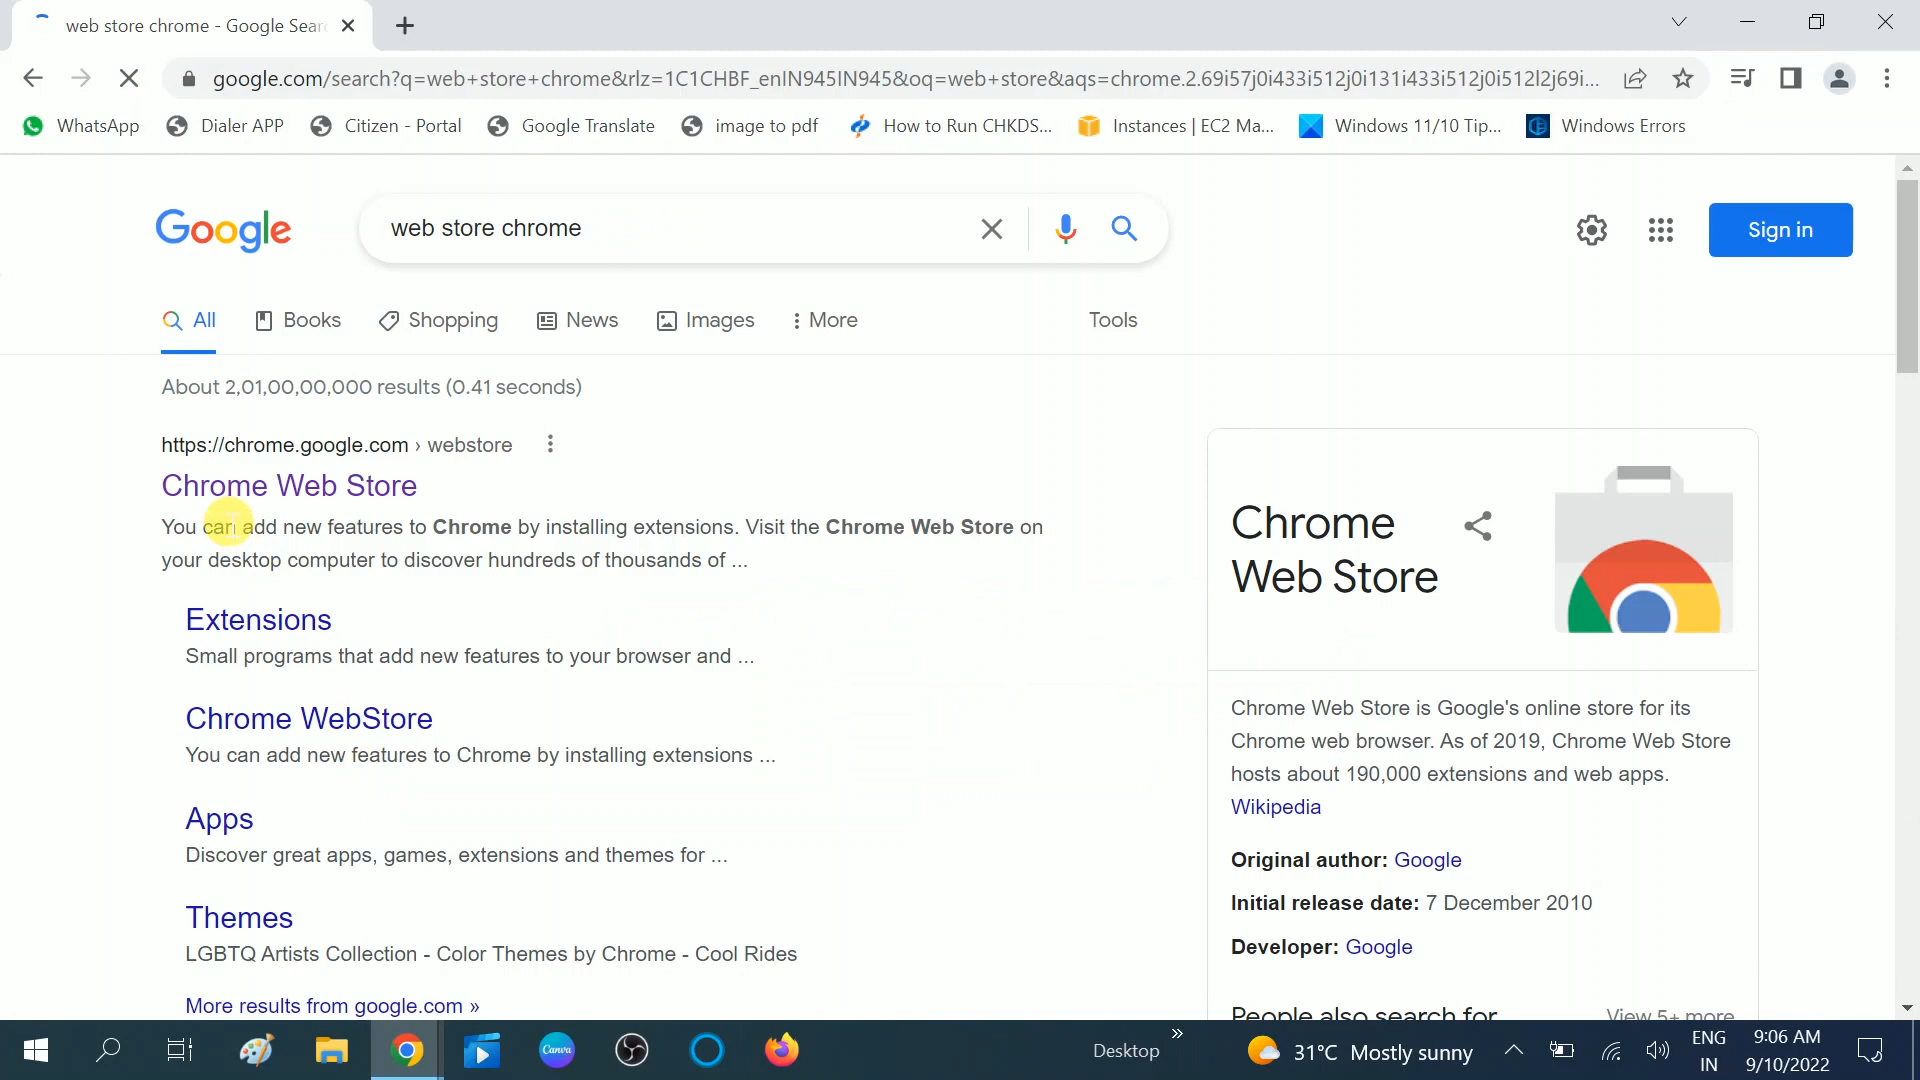 web store chrome - Google Sear
google.com/search?q=web+store+chrome&rlz=1C1CHBF_enIN945IN945&oq=web+store&aqs=chrome.2.69i57j0i433i512j0i131i433i512j0i512l2j69i...
WhatsApp Dialer APP Citizen - Portal Google Translate image to pdf How to Run CHKDS... Instances | EC2 Ma... Windows 11/10 Tip... Windows Errors
Google web store chrome Sign in
All Books Shopping News Images More Tools
About 2,01,00,00,000 results (0.41 seconds)
https://chrome.google.com › webstore
Chrome Web Store
You can add new features to Chrome by installing extensions. Visit the Chrome Web Store on
your desktop computer to discover hundreds of thousands of ...
Extensions
Small programs that add new features to your browser and ...
Chrome WebStore
You can add new features to Chrome by installing extensions ...
Apps
Discover great apps, games, extensions and themes for ...
Themes
LGBTQ Artists Collection - Color Themes by Chrome - Cool Rides
More results from google.com »
Chrome
Web Store
Chrome Web Store is Google's online store for its
Chrome web browser. As of 2019, Chrome Web Store
hosts about 190,000 extensions and web apps.
Wikipedia
Original author: Google
Initial release date: 7 December 2010
Developer: Google
People also search for View 5+ more
Canva Desktop » 31°C Mostly sunny ENG 9:06 AM
IN 9/10/2022